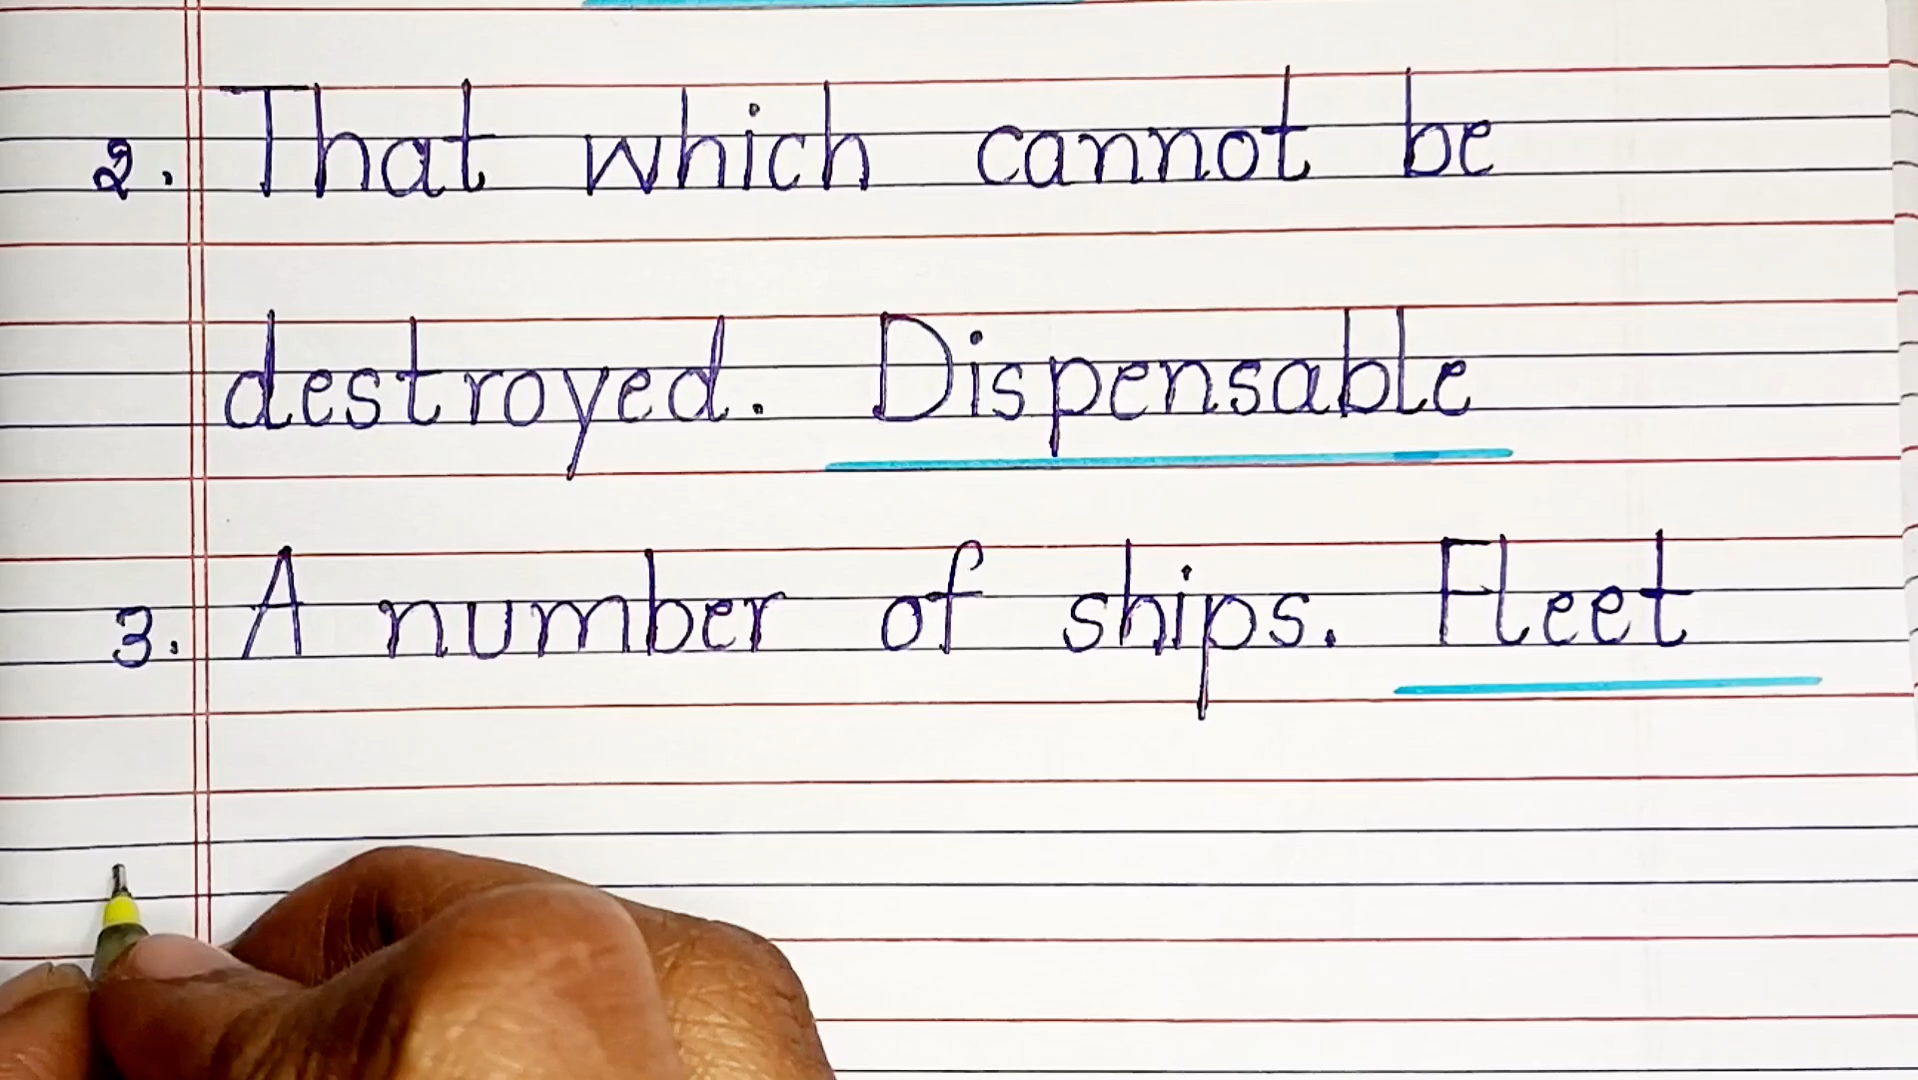 2. That which cannot be
destroyed. Dispensable
3. A number of ships. Fleet